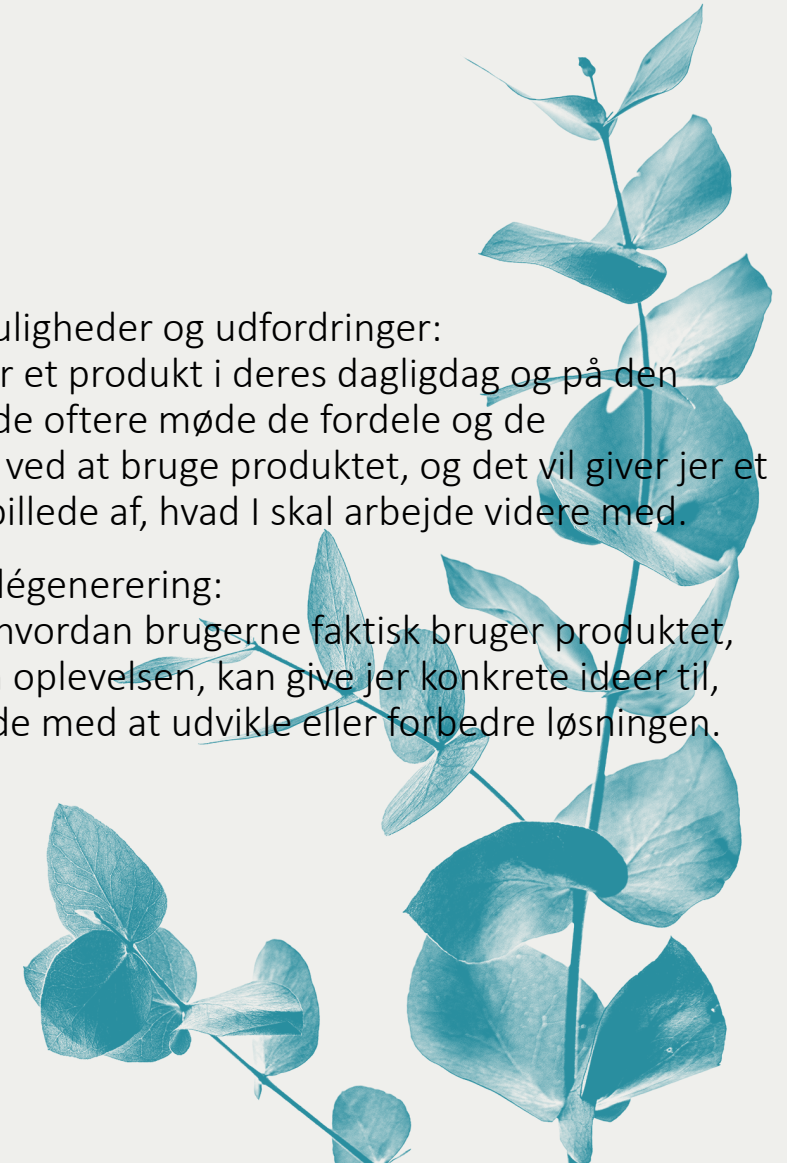 uligheder og udfordringer:
r et produkt i deres dagligdag og på den
de oftere møde de fordele og de
ved at bruge produktet, og det vil giver jer et
billede af, hvad I skal arbejde videre med.
légenerering:
hvordan brugerne faktisk bruger produktet,
oplevelsen, kan give jer konkrete ideer til,
de med at udvikle eller forbedre løsningen.